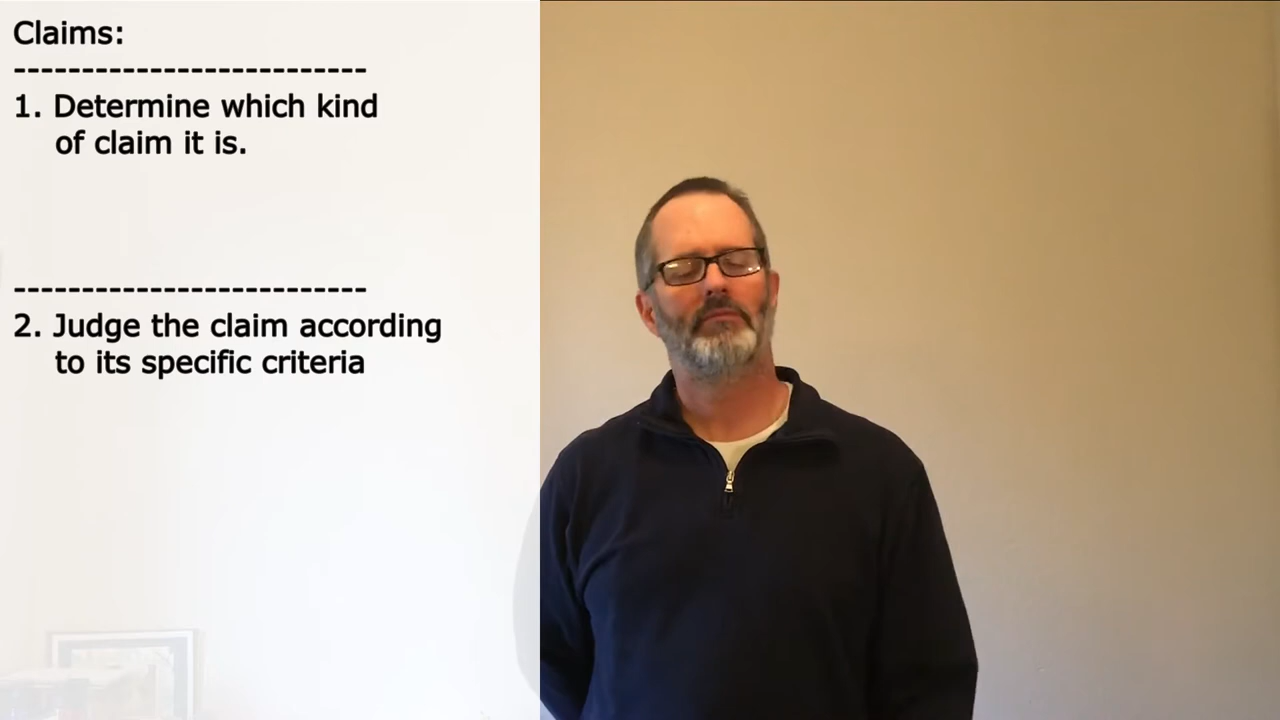 Claims:
--------------------------
1. Determine which kind
of claim it is.
--------------------------
2. Judge the claim according
to its specific criteria